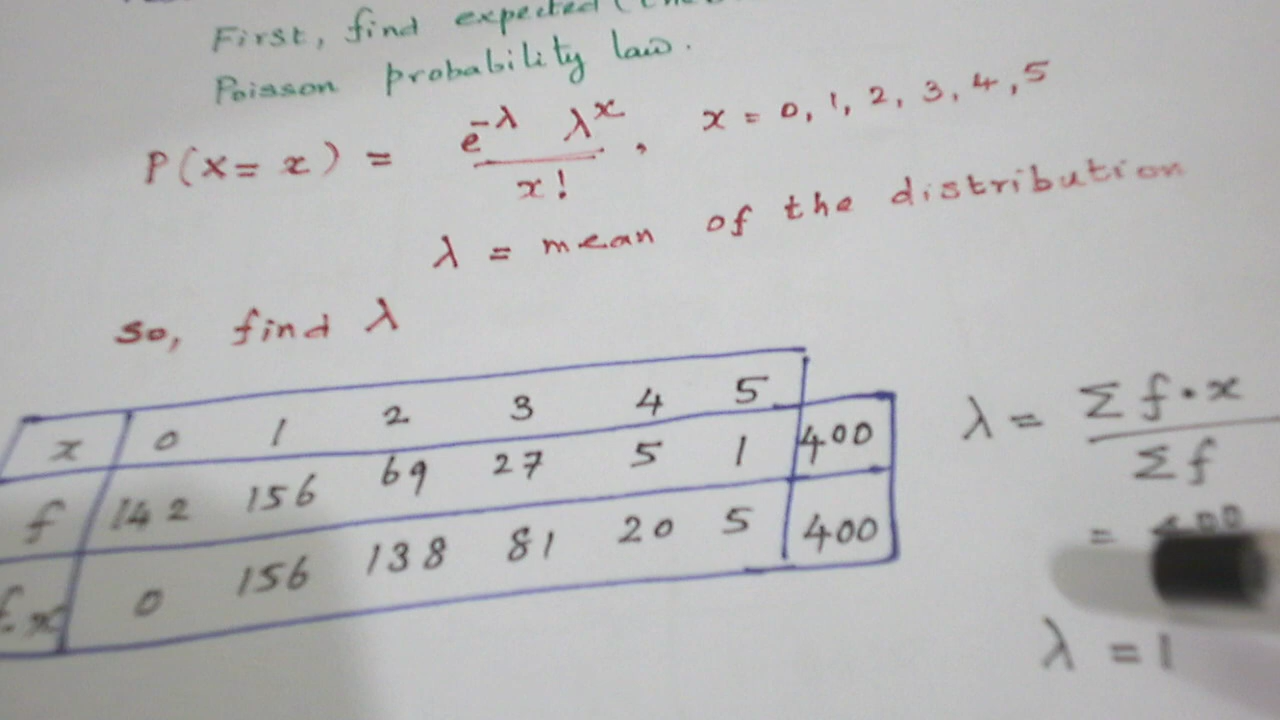 First, find expected (
Poisson probability law.
P(X = x) = e^-λ λ^x / x! , x = 0, 1, 2, 3, 4, 5
λ = mean of the distribution
So, find λ
x 0 1 2 3 4 5
f 142 156 69 27 5 1 400
f.x 0 156 138 81 20 5 400
λ = Σ f·x / Σ f
= 400
λ = 1